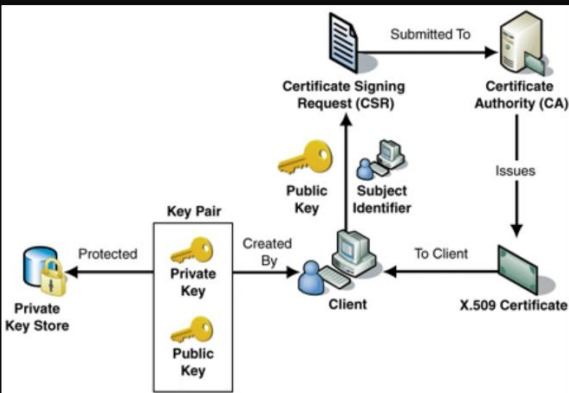 Submitted To
Certificate Signing
Request (CSR)
Certificate
Authority (CA)
Issues
Public
Key
Subject
Identifier
Key Pair
Protected
Private
Key
Created
By
To Client
Private
Key Store
Client
X.509 Certificate
Public
Key